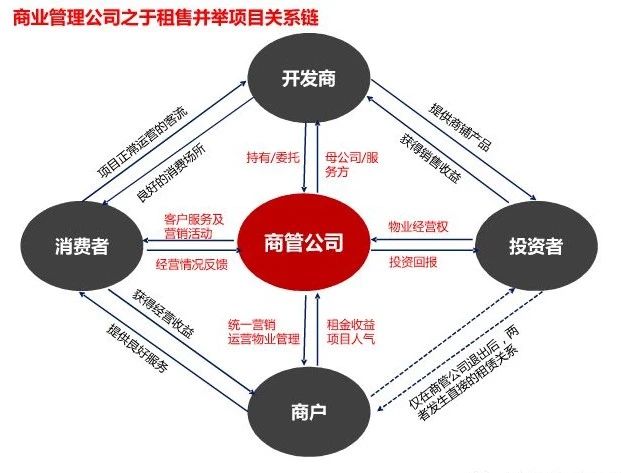 商业管理公司之于租售并举项目关系链
开发商
项目正常运营的客流
良好的消费场所
提供商铺产品
获得销售收益
持有/委托
母公司/服
务方
消费者
客户服务及
营销活动
经营情况反馈
商管公司
物业经营权
投资回报
投资者
获得经营收益
提供良好服务
统一营销
运营物业管理
租金收益
项目人气
仅在商管公司退出后，两
者发生直接的租赁关系
商户